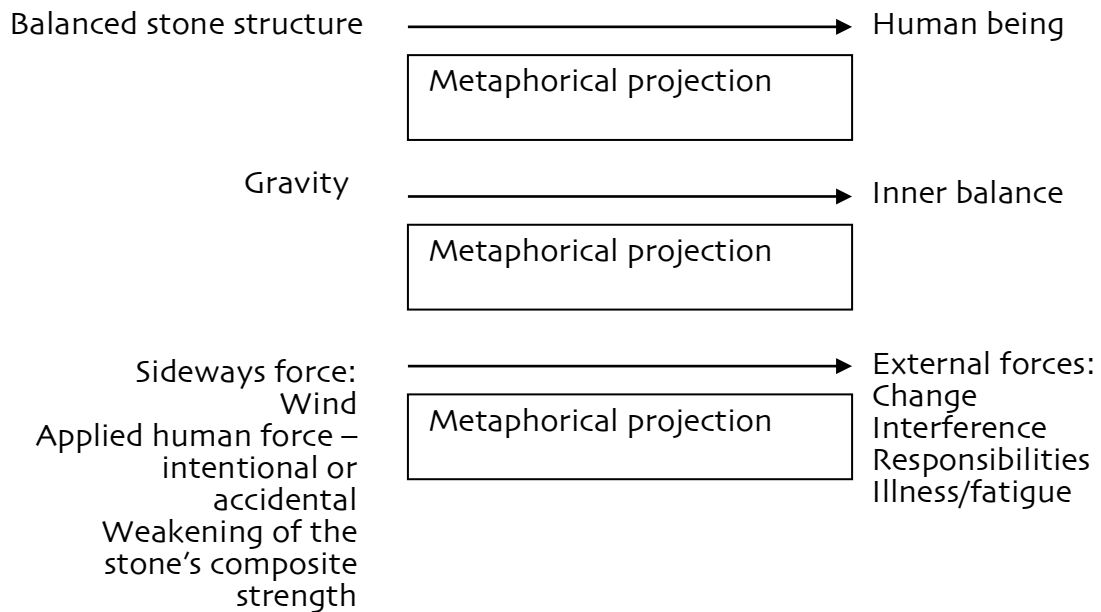 Balanced stone structure
Human being
Metaphorical projection
Gravity
Inner balance
Metaphorical projection
Sideways force:
Wind
Applied human force –
intentional or
accidental
Weakening of the
stone's composite
strength
Metaphorical projection
External forces:
Change
Interference
Responsibilities
Illness/fatigue